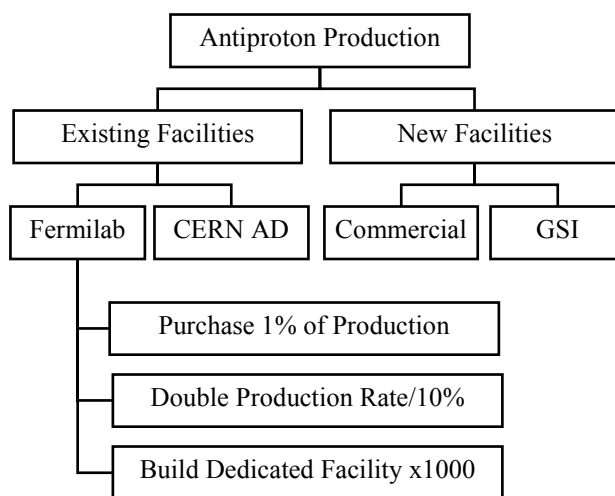 Antiproton Production
Existing Facilities
New Facilities
Fermilab
CERN AD
Commercial
GSI
Purchase 1% of Production
Double Production Rate/10%
Build Dedicated Facility x1000